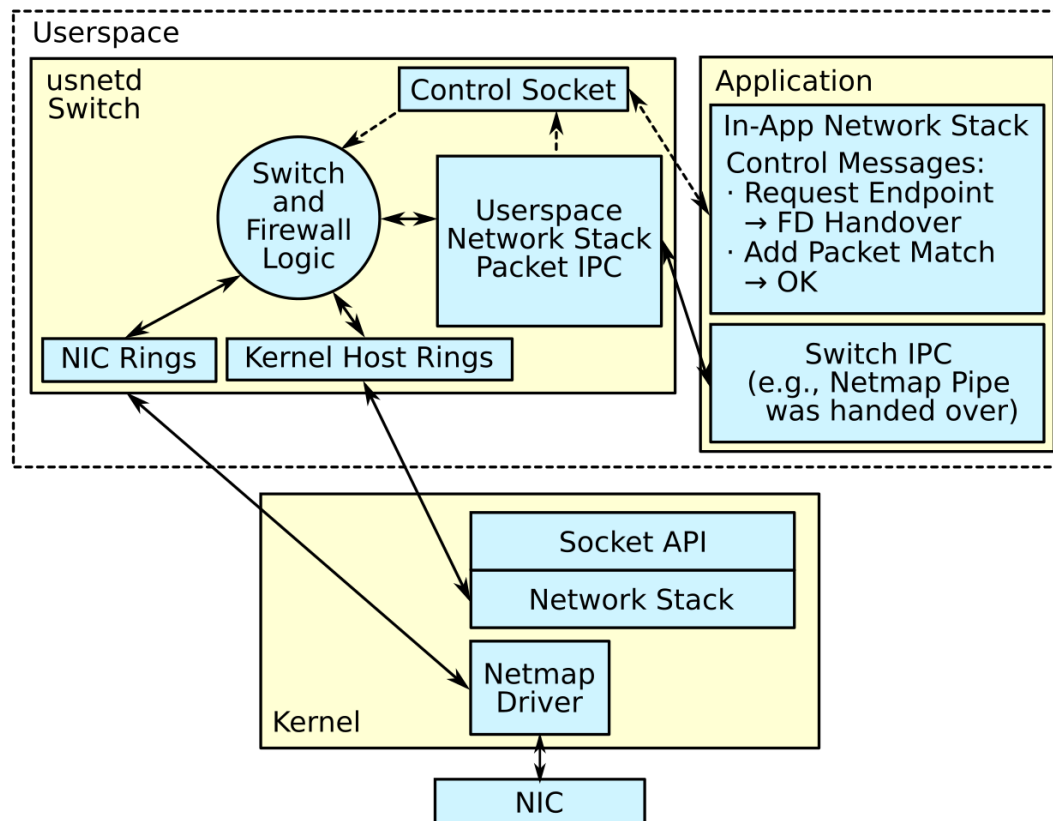 Userspace
usnetd
Switch
Control Socket
Switch
and
Firewall
Logic
Userspace
Network Stack
Packet IPC
NIC Rings
Kernel Host Rings
Application
In-App Network Stack
Control Messages:
· Request Endpoint
→ FD Handover
· Add Packet Match
→ OK
Switch IPC
(e.g., Netmap Pipe
was handed over)
Socket API
Network Stack
Netmap
Driver
Kernel
NIC